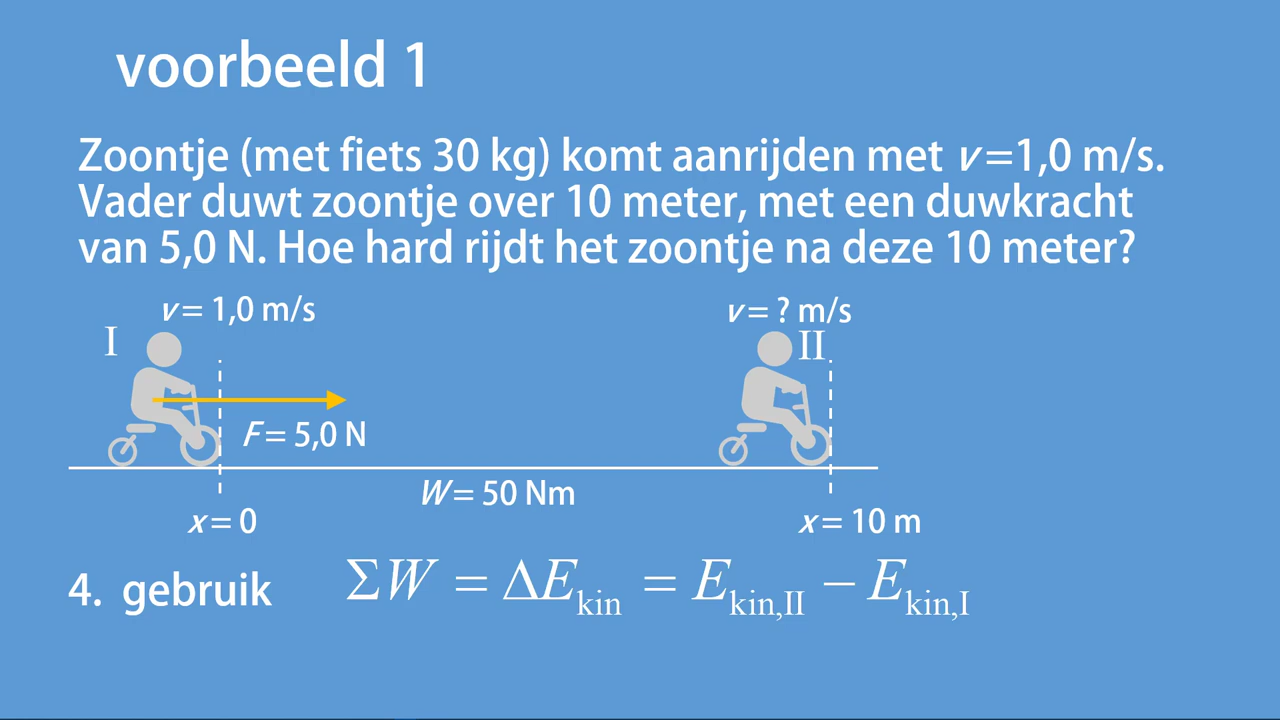 voorbeeld 1
Zoontje (met fiets 30 kg) komt aanrijden met v=1,0 m/s.
Vader duwt zoontje over 10 meter, met een duwkracht
van 5,0 N. Hoe hard rijdt het zoontje na deze 10 meter?
v= 1,0 m/s
v= ? m/s
I
II
F= 5,0 N
W= 50 Nm
x= 0
x= 10 m
4. gebruik ΣW = ΔE_kin = E_kin,II − E_kin,I